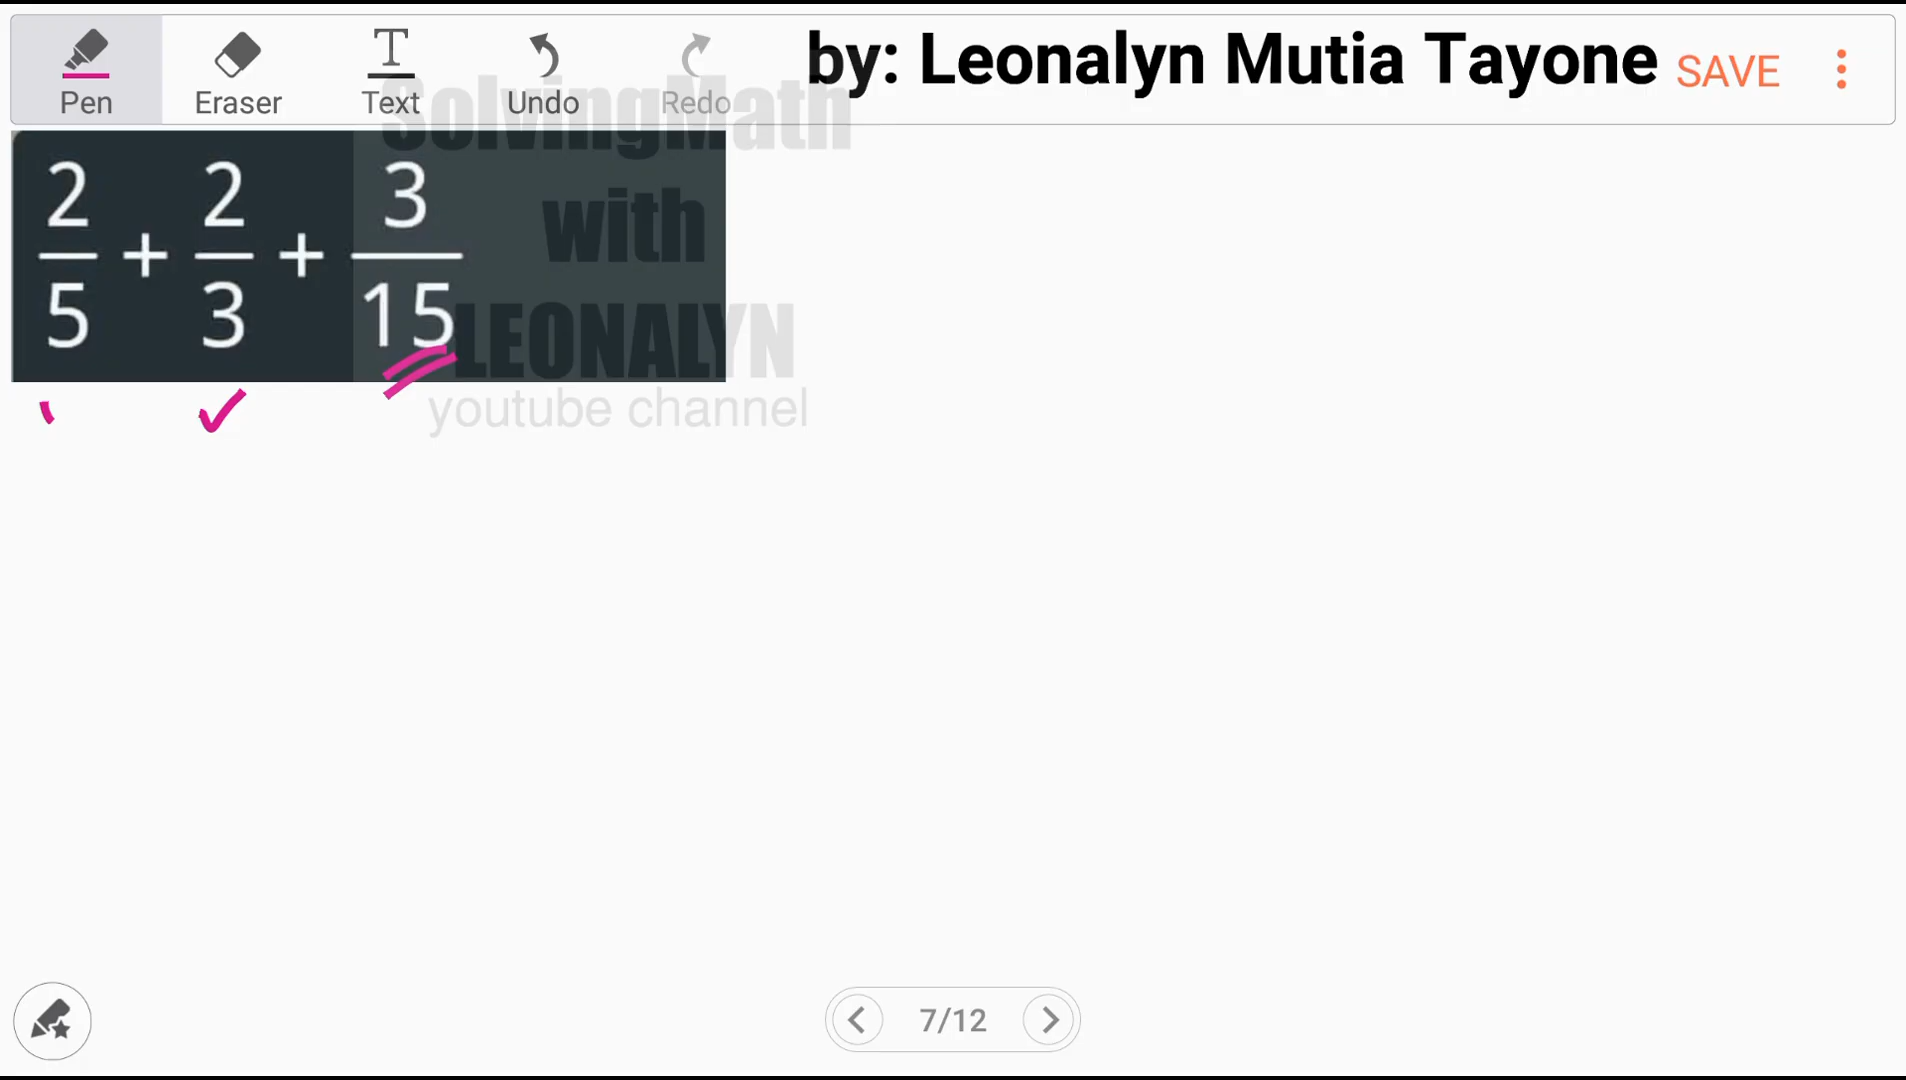 by: Leonalyn Mutia Tayone
SAVE
Pen
Eraser
Text
Undo
Redo
SolvingMath
with
LEONALYN
youtube channel
2/5 + 2/3 + 3/15
7/12